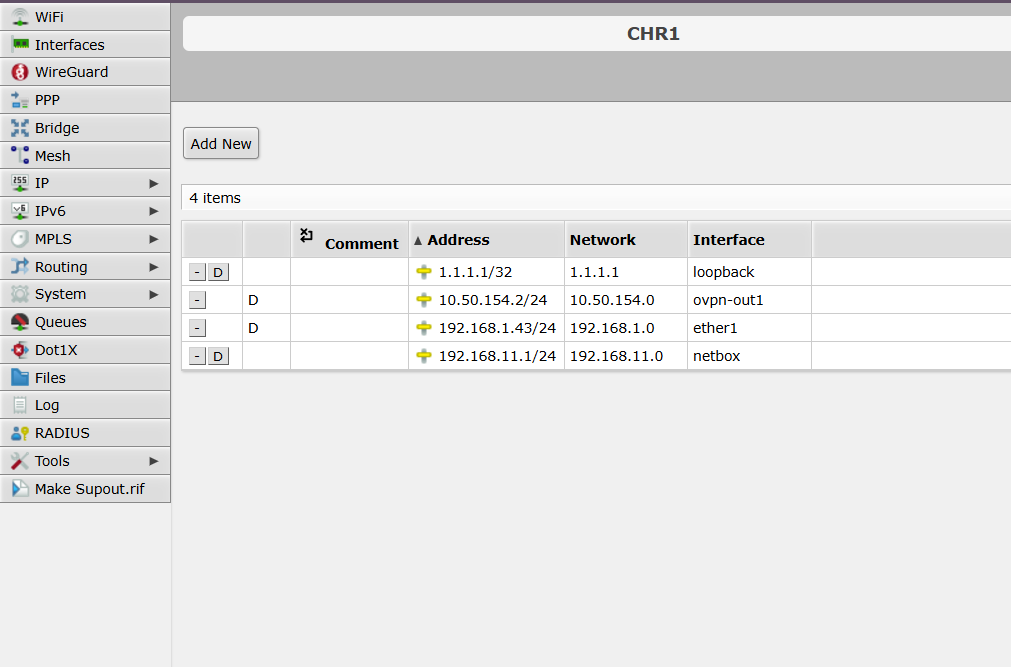 WiFi
Interfaces
WireGuard
PPP
Bridge
Mesh
IP
IPv6
MPLS
Routing
System
Queues
Dot1X
Files
Log
RADIUS
Tools
Make Supout.rif
CHR1
Add New
4 items
Comment ▲ Address Network Interface
- D 1.1.1.1/32 1.1.1.1 loopback
- D 10.50.154.2/24 10.50.154.0 ovpn-out1
- D 192.168.1.43/24 192.168.1.0 ether1
- D 192.168.11.1/24 192.168.11.0 netbox